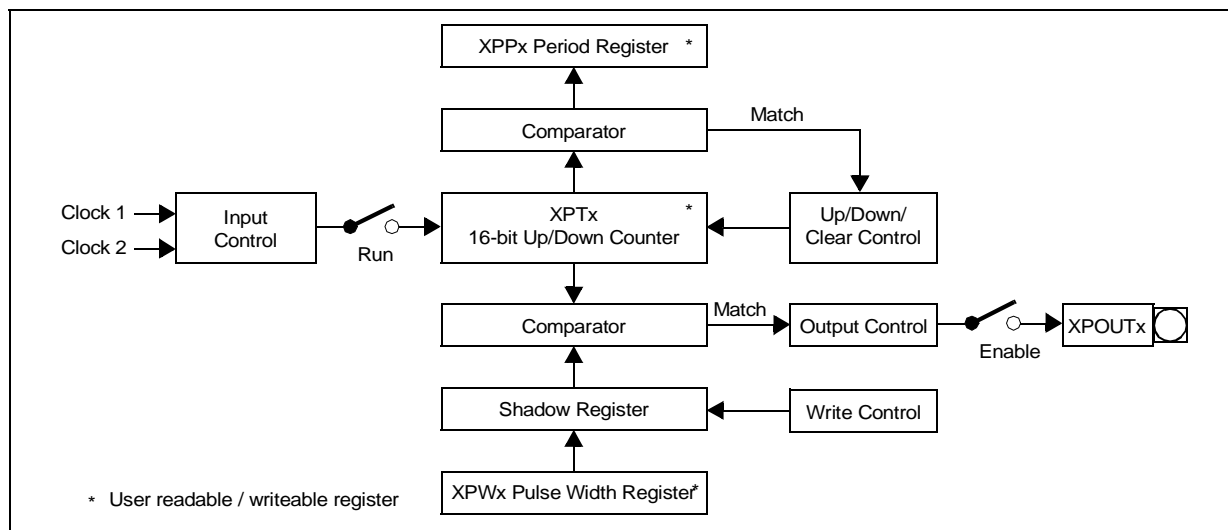 XPPx Period Register *
Comparator
Match
Clock 1
Clock 2
Input
Control
Run
XPTx *
16-bit Up/Down Counter
Up/Down/
Clear Control
Comparator
Match
Output Control
Enable
XPOUTx
Shadow Register
Write Control
XPWx Pulse Width Register*
* User readable / writeable register